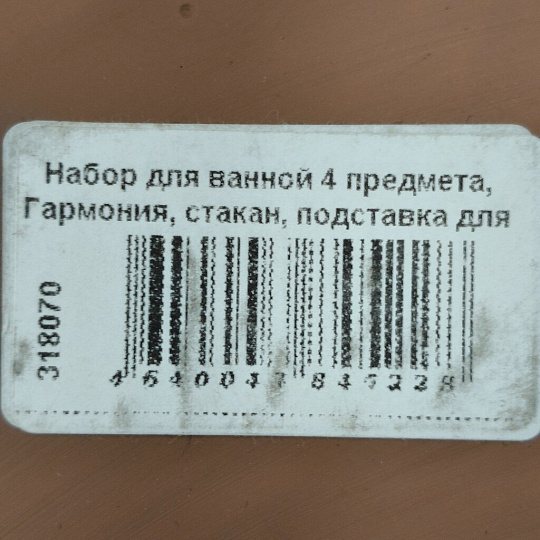 Набор для ванной 4 предмета,
Гармония, стакан, подставка для
318070